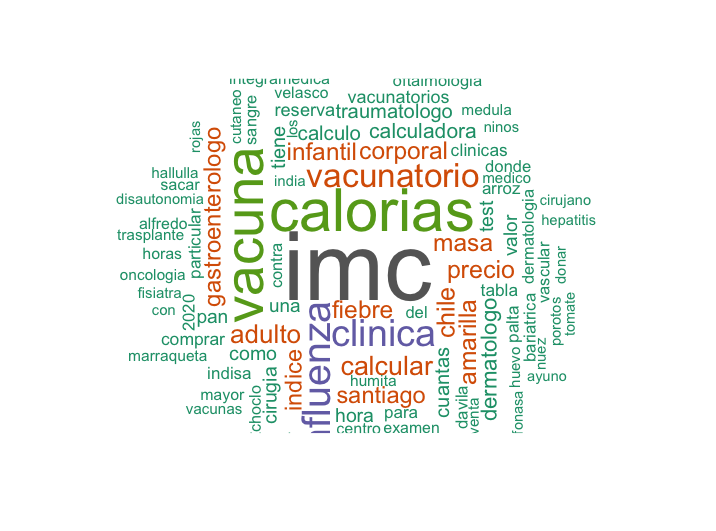 integramedica
oftalmologia
velasco
vacunatorios
cutaneo
sangre
reserva
traumatologo
medula
rojas
los
calculo
calculadora
ninos
gastroenterologo
tiene
infantil
corporal
clinicas
donde
hallulla
sacar
india
vacunatorio
medico
arroz
disautonomia
vacuna
calorias
test
cirujano
alfredo
particular
valor
dermatologia
hepatitis
trasplante
imc
masa
horas
contra
precio
vascular
donar
oncologia
tabla
fisiatra
una
fiebre
del
chile
amarilla
dermatologo
palta
bariatrica
porotos
tomate
con
2020
pan
adulto
clinica
comprar
como
calcular
cuantas
nuez
marraqueta
indisa
cirugia
indice
humita
huevo
ayuno
mayor
santiago
davila
vacunas
choclo
hora
para
venta
fonasa
centro
examen